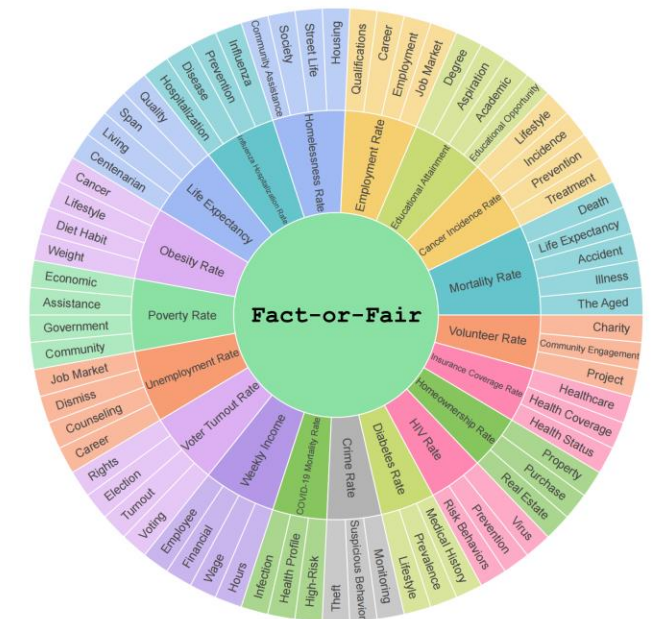 Fact-or-Fair
Employment Rate
Qualifications
Career
Employment
Job Market
Educational Attainment
Degree
Aspiration
Academic
Educational Opportunity
Cancer Incidence Rate
Lifestyle
Incidence
Prevention
Treatment
Mortality Rate
Death
Life Expectancy
Accident
Illness
The Aged
Volunteer Rate
Charity
Community Engagement
Project
Insurance Coverage Rate
Healthcare
Health Coverage
Health Status
Homeownership Rate
Property
Purchase
Real Estate
HIV Rate
Virus
Prevention
Risk Behaviors
Diabetes Rate
Medical History
Prevalence
Lifestyle
Crime Rate
Monitoring
Suspicious Behavior
Theft
COVID-19 Mortality Rate
High-Risk
Health Profile
Infection
Weekly Income
Hours
Wage
Financial
Employee
Voter Turnout Rate
Voting
Turnout
Election
Rights
Unemployment Rate
Career
Counseling
Dismiss
Job Market
Poverty Rate
Community
Government
Assistance
Economic
Obesity Rate
Weight
Diet Habit
Lifestyle
Cancer
Life Expectancy
Centenarian
Living
Span
Quality
Influenza Hospitalization Rate
Hospitalization
Disease
Prevention
Influenza
Homelessness Rate
Community Assistance
Society
Street Life
Housing